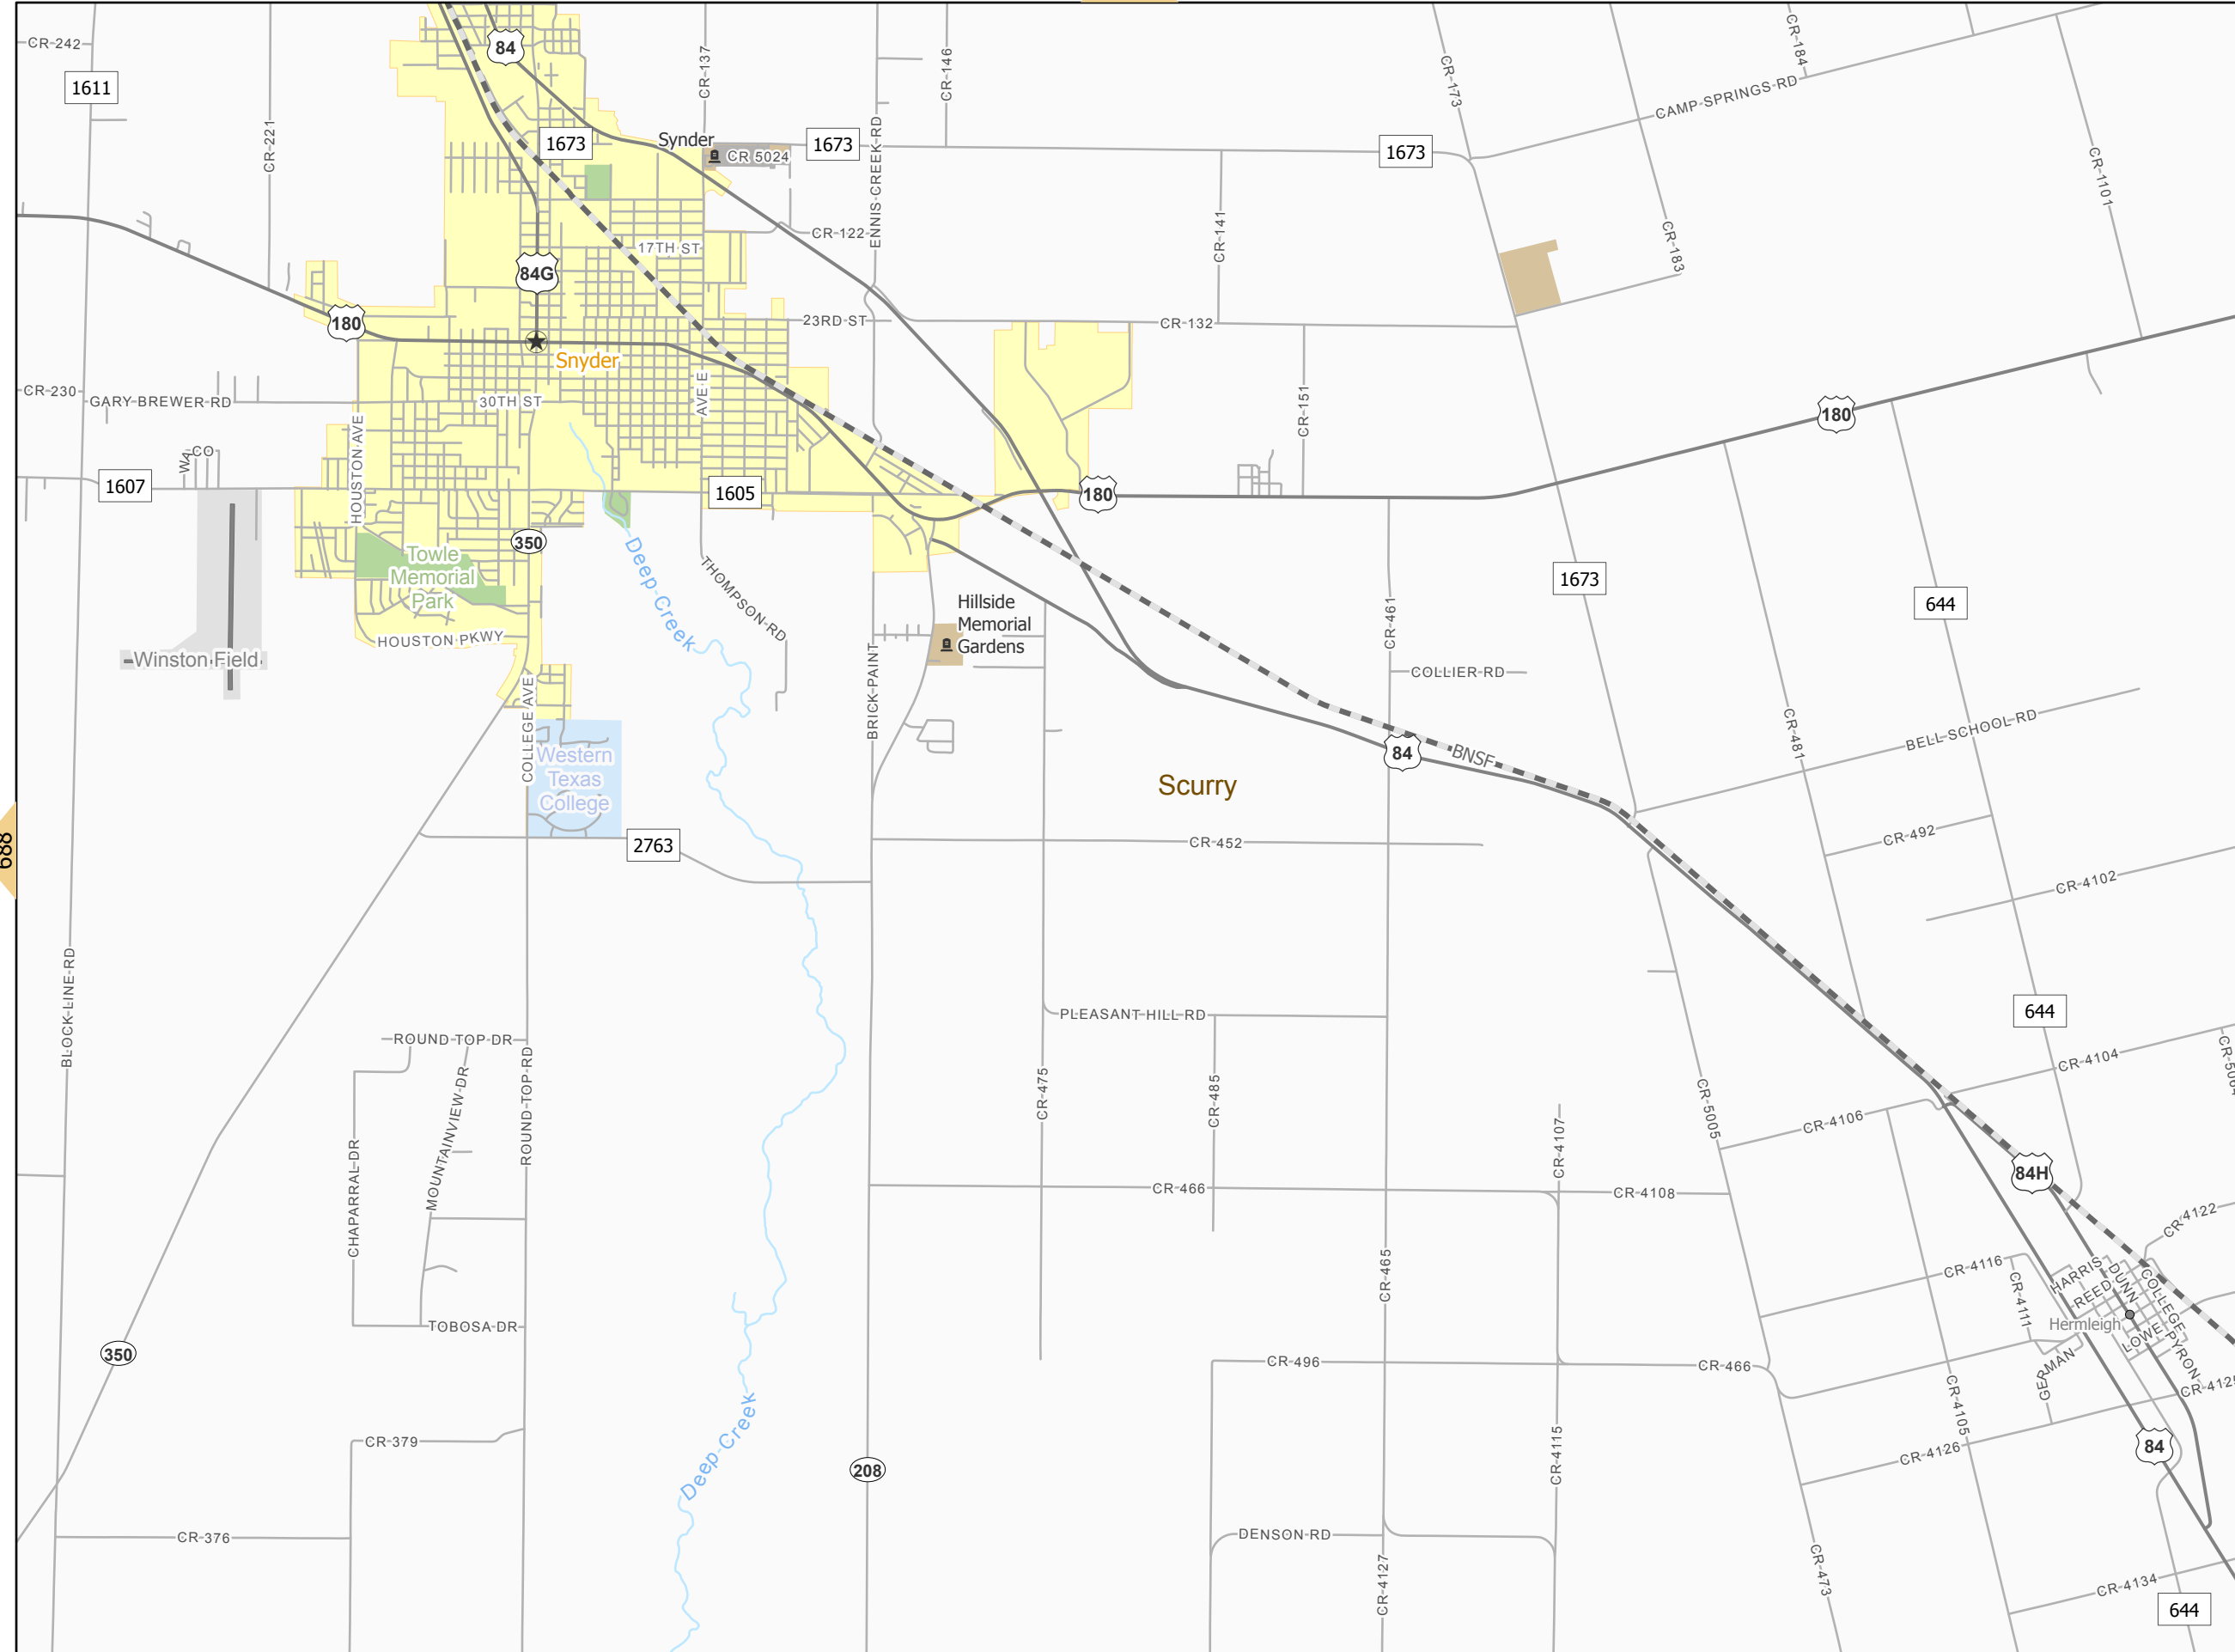 CR-242
1611
CR-221
84
1673
CR-137
Synder
CR 5024
1673
CR-146
ENNIS-CREEK-RD
1673
CR-173
CR-184
CAMP-SPRINGS-RD
CR-1101
CR-183
CR-141
CR-122
17TH-ST
84G
180
Snyder
23RD-ST
CR-132
CR-151
180
CR-230
GARY-BREWER-RD
30TH ST
AVE-E
HOUSTON-AVE
WA-CO
1607
1605
180
350
Towle
Memorial
Park
HOUSTON-PKWY
Winston-Field
Deep-Creek
THOMPSON-RD
BRICK-PAINT
Hillside
Memorial
Gardens
CR-461
COLLIER-RD
1673
644
CR-481
BELL-SCHOOL-RD
COLLEGE-AVE
Western
Texas
College
2763
Scurry
84
BNSF
CR-452
CR-492
CR-4102
688
BLOCK-LINE-RD
ROUND-TOP-DR
MOUNTAINVIEW-DR
CHAPARRAL-DR
ROUND-TOP-RD
TOBOSA-DR
350
PLEASANT-HILL-RD
CR-475
CR-485
CR-4107
CR-5005
644
CR-4104
CR-4106
CR-466
CR-4108
84H
CR-4122
CR-465
CR-4116
CR-4111
HARRIS
REED
DUNN
COLLEGE
Hermleigh
LOWE
PYRON
GERMAN
CR-4125
CR-496
CR-466
CR-4105
CR-379
Deep-Creek
208
CR-4115
CR-4126
84
CR-376
DENSON-RD
CR-4127
CR-473
CR-4134
644